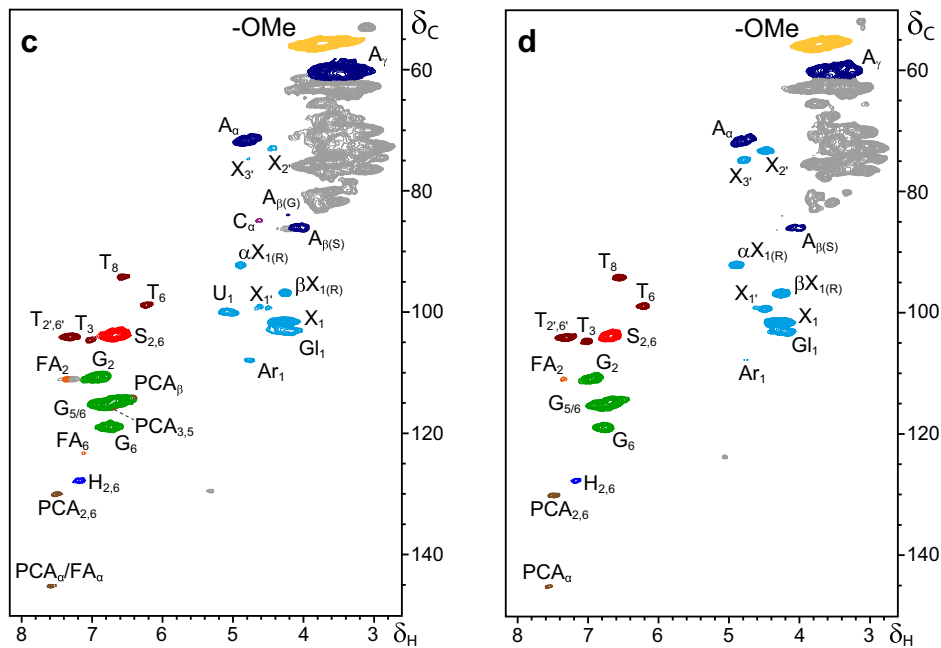 c
-OMe
δC
Aγ
60
Aα
X3'
X2'
80
Aβ(G)
Cα
Aβ(S)
αX1(R)
T8
βX1(R)
T6
U1
X1'
100
T2',6'
T3
S2,6
X1
Gl1
FA2
G2
Ar1
PCAβ
G5/6
PCA3,5
FA6
G6
120
H2,6
PCA2,6
140
PCAα/FAα
8
7
6
5
4
3
δH
d
-OMe
δC
Aγ
60
Aα
X3'
X2'
80
Aβ(S)
αX1(R)
T8
βX1(R)
T6
X1'
100
T2',6'
T3
S2,6
X1
Gl1
FA2
G2
Ar1
G5/6
G6
120
H2,6
PCA2,6
140
PCAα
8
7
6
5
4
3
δH